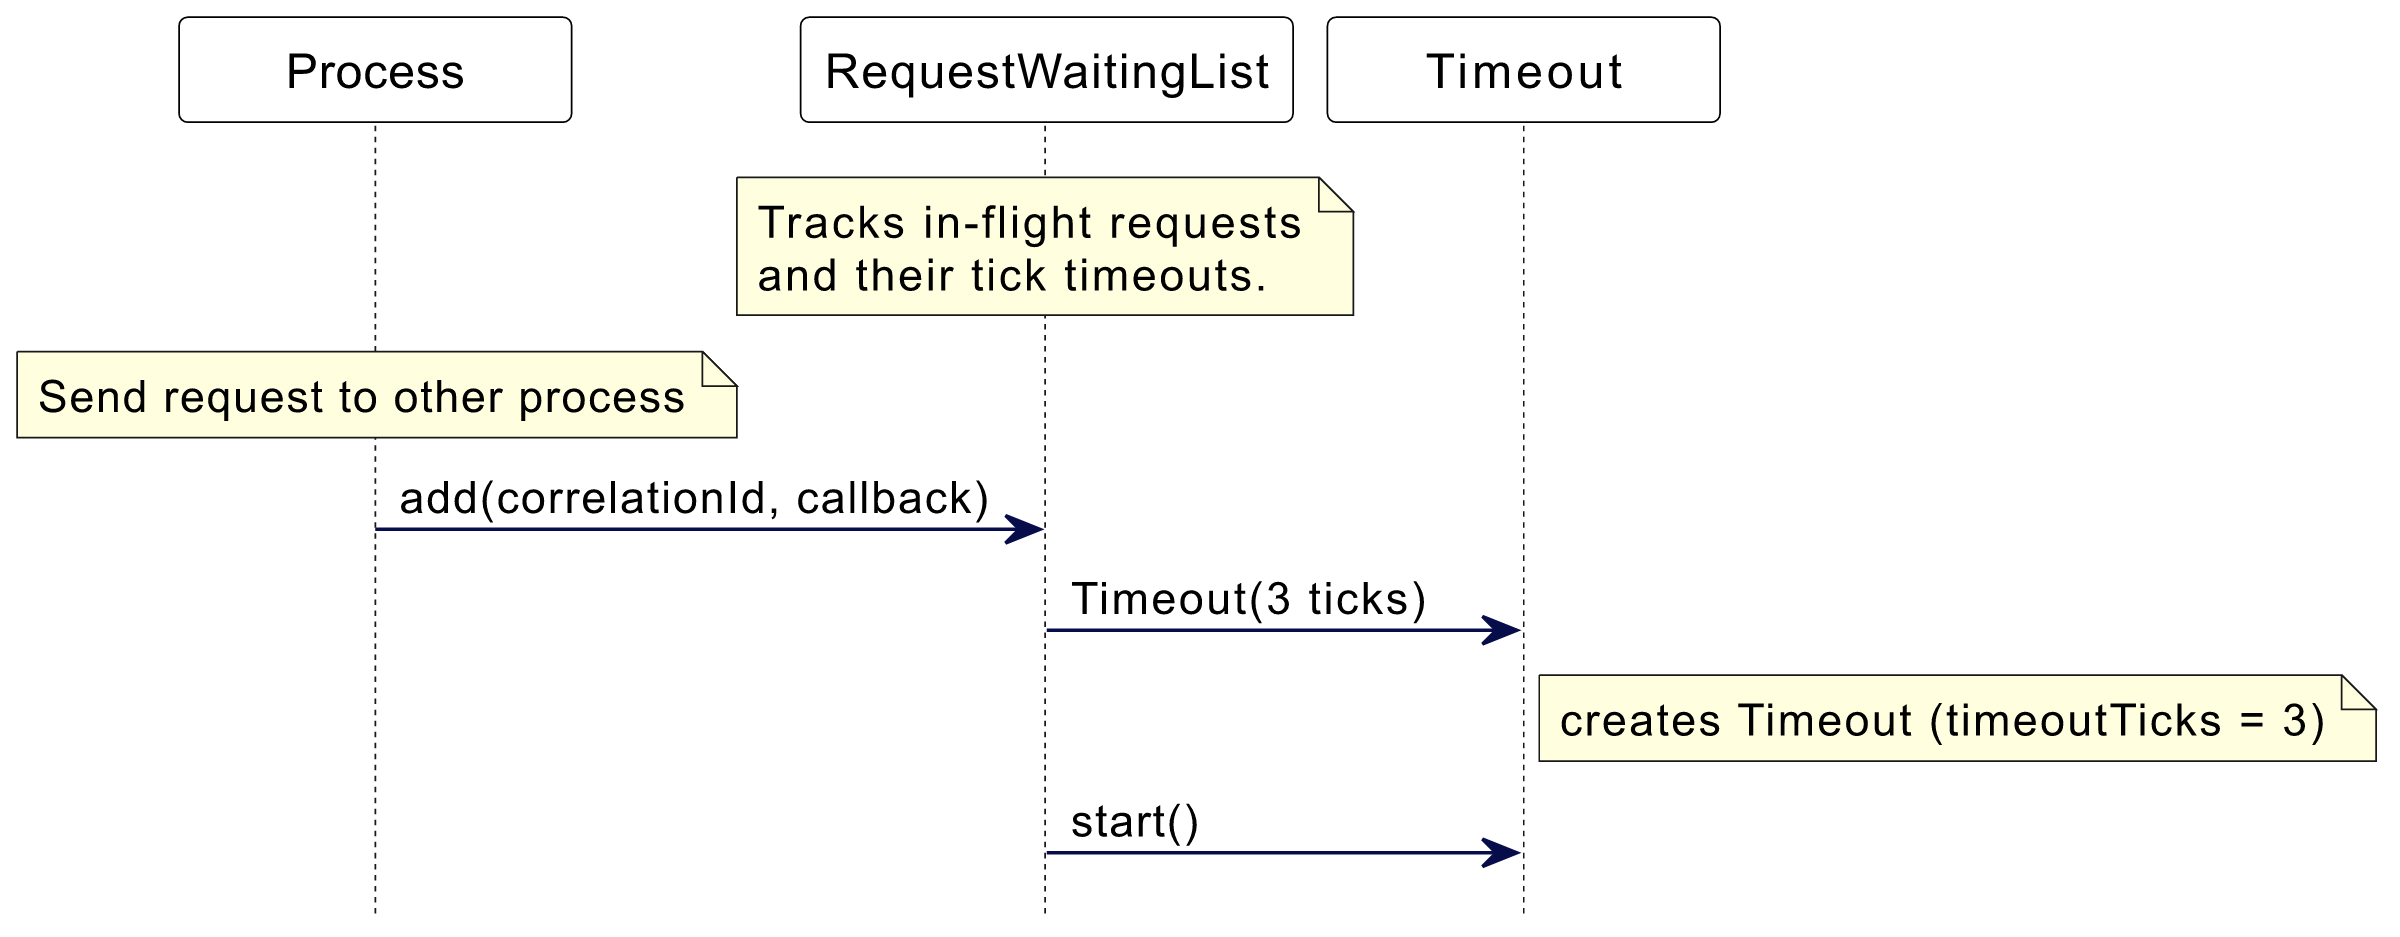 Process
RequestWaitingList
Timeout
Tracks in-flight requests
and their tick timeouts.
Send request to other process
add(correlationId, callback)
Timeout(3 ticks)
creates Timeout (timeoutTicks = 3)
start()